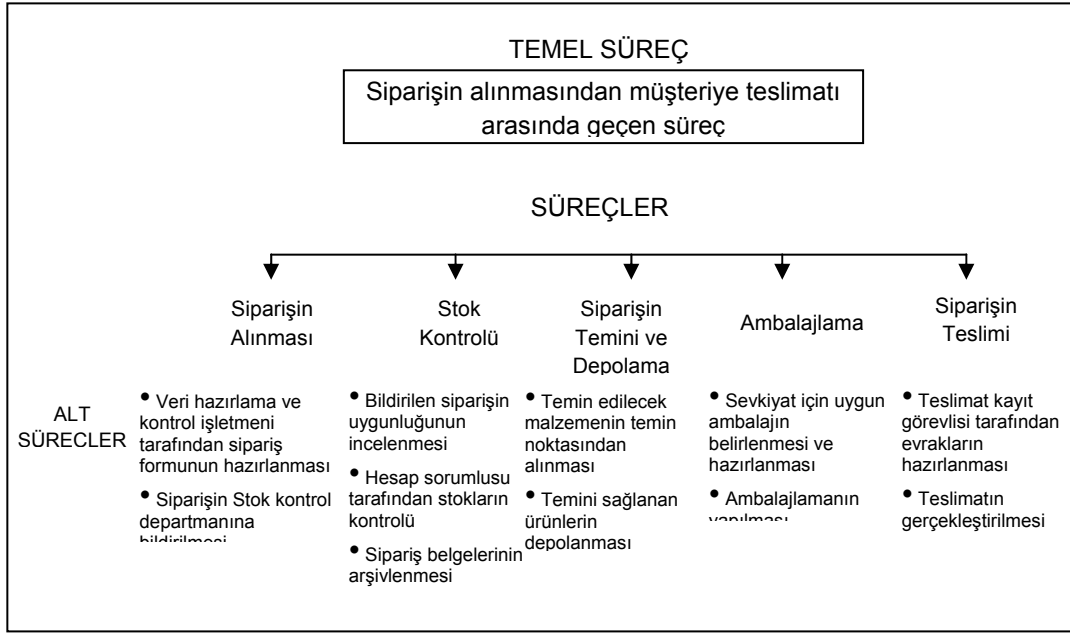 TEMEL SÜREÇ
Siparişin alınmasından müşteriye teslimatı
arasında geçen süreç
SÜREÇLER
Siparişin
Alınması
Stok
Kontrolü
Siparişin
Temini ve
Depolama
Ambalajlama
Siparişin
Teslimi
ALT
SÜREÇLER
• Veri hazırlama ve
kontrol işletmeni
tarafından sipariş
formunun hazırlanması
• Siparişin Stok kontrol
departmanına
bildirilmesi
• Bildirilen siparişin
uygunluğunun
incelenmesi
• Hesap sorumlusu
tarafından stokların
kontrolü
• Sipariş belgelerinin
arşivlenmesi
• Temin edilecek
malzemenin temin
noktasından
alınması
• Temini sağlanan
ürünlerin
depolanması
• Sevkiyat için uygun
ambalajın
belirlenmesi ve
hazırlanması
• Ambalajlamanın
yapılması
• Teslimat kayıt
görevlisi tarafından
evrakların
hazırlanması
• Teslimatın
gerçekleştirilmesi